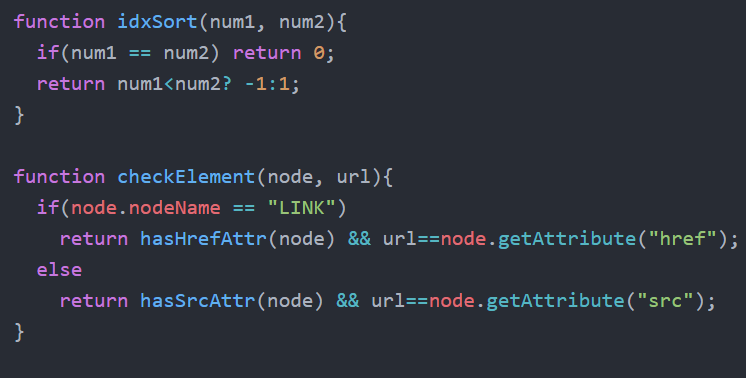 function idxSort(num1, num2){
  if(num1 == num2) return 0;
  return num1<num2? -1:1;
}

function checkElement(node, url){
  if(node.nodeName == "LINK")
    return hasHrefAttr(node) && url==node.getAttribute("href");
  else
    return hasSrcAttr(node) && url==node.getAttribute("src");
}